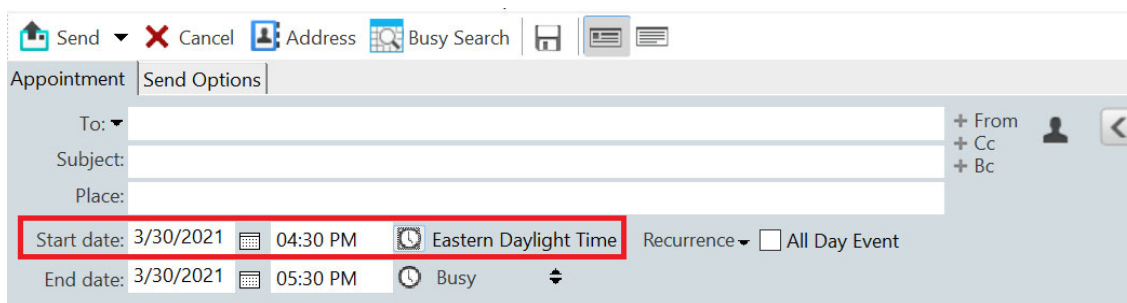 Send Cancel Address Busy Search
Appointment Send Options
To: + From
+ Cc
Subject:
+ Bc
Place:
Start date: 3/30/2021 04:30 PM Eastern Daylight Time Recurrence All Day Event
End date: 3/30/2021 05:30 PM Busy